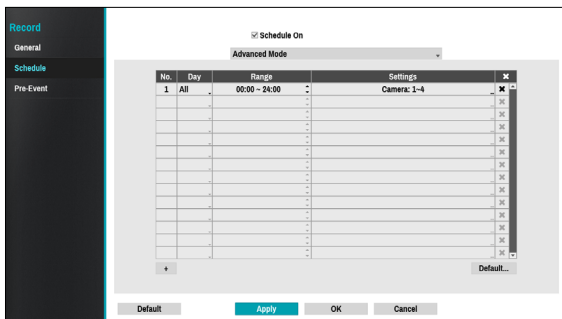 Record
General
Schedule
Pre-Event
Schedule On
Advanced Mode
No. Day Range Settings
1 All 00:00 ~ 24:00 Camera: 1~4
+ Default...
Default Apply OK Cancel